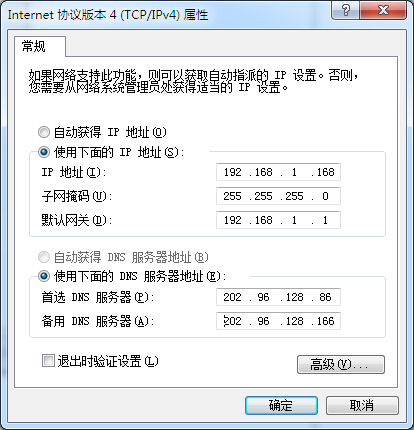 Internet 协议版本 4 (TCP/IPv4) 属性
常规
如果网络支持此功能，则可以获取自动指派的 IP 设置。否则，
您需要从网络系统管理员处获得适当的 IP 设置。
自动获得 IP 地址(O)
使用下面的 IP 地址(S):
IP 地址(I): 192 .168 . 1 .168
子网掩码(U): 255 .255 .255 . 0
默认网关(D): 192 .168 . 1 . 1
自动获得 DNS 服务器地址(B)
使用下面的 DNS 服务器地址(E):
首选 DNS 服务器(P): 202 . 96 .128 . 86
备用 DNS 服务器(A): 202 . 96 .128 .166
退出时验证设置(L)
高级(V)...
确定 取消